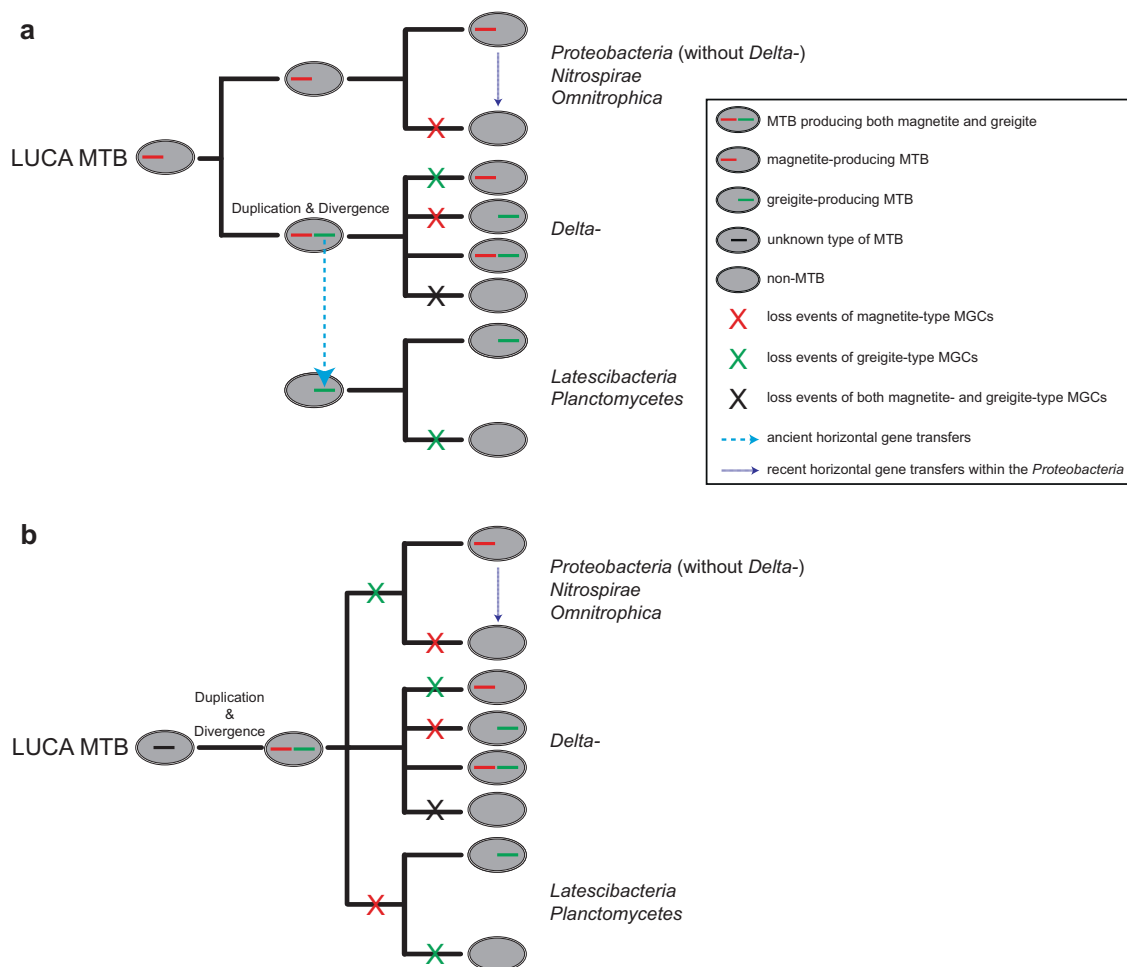 a
Proteobacteria (without Delta-)
Nitrospirae
Omnitrophica
LUCA MTB
Duplication & Divergence
Delta-
Latescibacteria
Planctomycetes
MTB producing both magnetite and greigite
magnetite-producing MTB
greigite-producing MTB
unknown type of MTB
non-MTB
X loss events of magnetite-type MGCs
X loss events of greigite-type MGCs
X loss events of both magnetite- and greigite-type MGCs
ancient horizontal gene transfers
recent horizontal gene transfers within the Proteobacteria
b
Proteobacteria (without Delta-)
Nitrospirae
Omnitrophica
Duplication
&
Divergence
LUCA MTB
Delta-
Latescibacteria
Planctomycetes